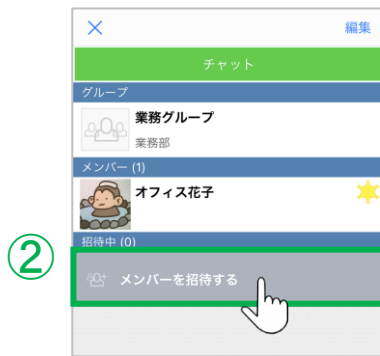 編集
チャット
グループ
業務グループ
業務部
メンバー (1)
オフィス花子
招待中 (0)
②
メンバーを招待する